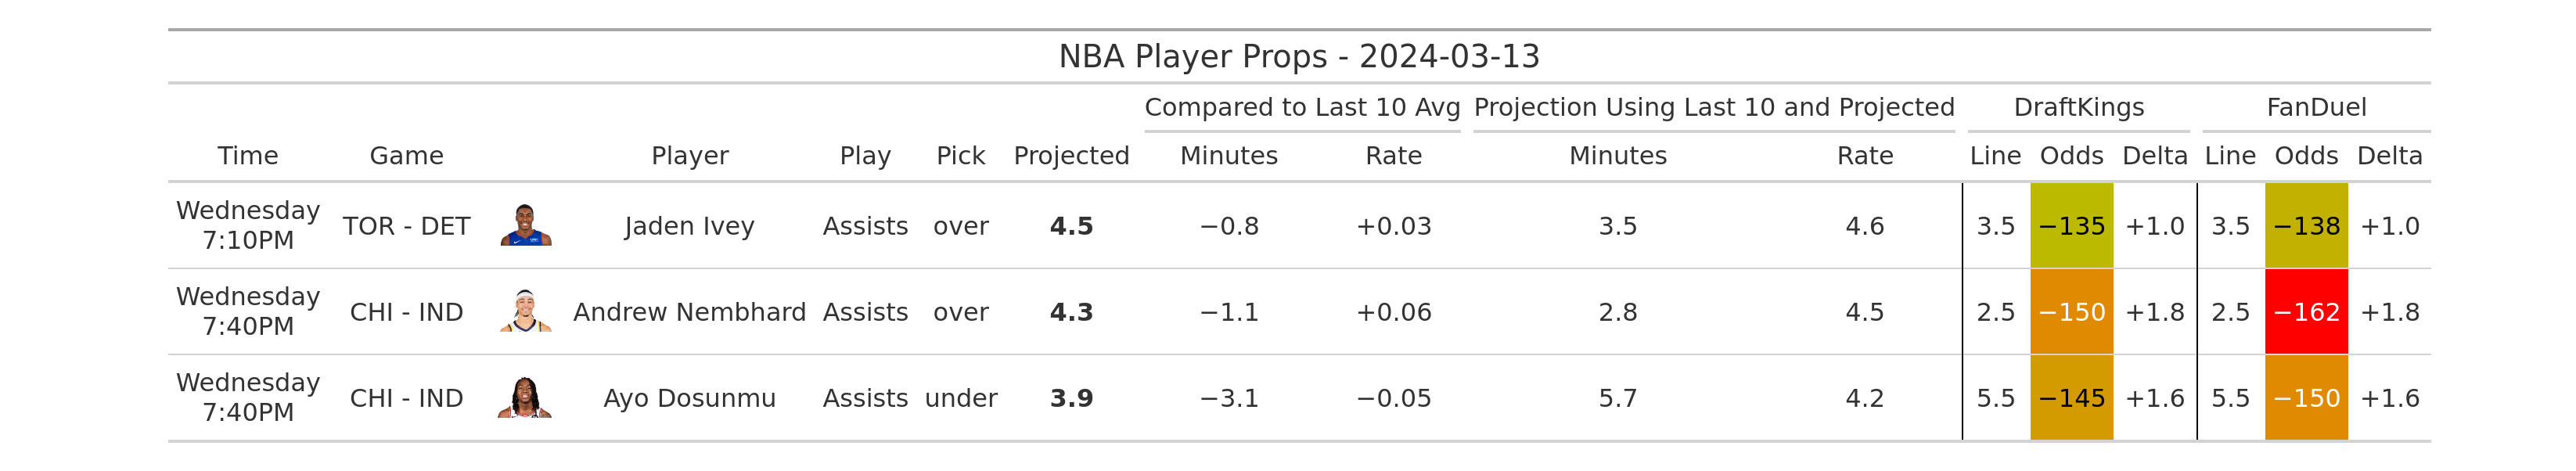 NBA Player Props - 2024-03-13
Compared to Last 10 Avg Projection Using Last 10 and Projected DraftKings FanDuel
Time Game Player Play Pick Projected Minutes Rate Minutes Rate Line Odds Delta Line Odds Delta
Wednesday
7:10PM TOR - DET Jaden Ivey Assists over 4.5 −0.8 +0.03 3.5 4.6 3.5 −135 +1.0 3.5 −138 +1.0
Wednesday
7:40PM CHI - IND Andrew Nembhard Assists over 4.3 −1.1 +0.06 2.8 4.5 2.5 −150 +1.8 2.5 −162 +1.8
Wednesday
7:40PM CHI - IND Ayo Dosunmu Assists under 3.9 −3.1 −0.05 5.7 4.2 5.5 −145 +1.6 5.5 −150 +1.6